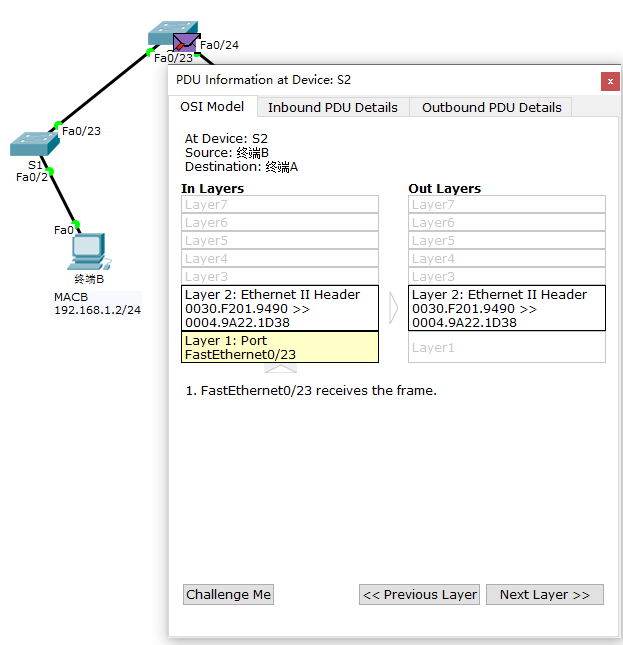 Fa0/24
Fa0/23
Fa0/23
S1
Fa0/2
Fa0
终端B
MACB
192.168.1.2/24
PDU Information at Device: S2
x
OSI Model
Inbound PDU Details
Outbound PDU Details
At Device: S2
Source: 终端B
Destination: 终端A
In Layers
Layer7
Layer6
Layer5
Layer4
Layer3
Layer 2: Ethernet II Header
0030.F201.9490 >>
0004.9A22.1D38
Layer 1: Port
FastEthernet0/23
Out Layers
Layer7
Layer6
Layer5
Layer4
Layer3
Layer 2: Ethernet II Header
0030.F201.9490 >>
0004.9A22.1D38
Layer1
1. FastEthernet0/23 receives the frame.
Challenge Me
<< Previous Layer
Next Layer >>